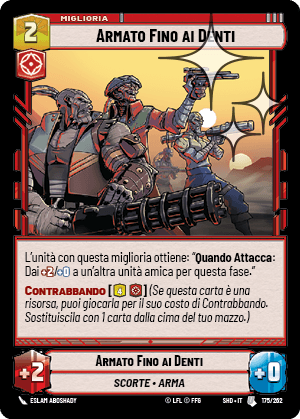 2
MIGLIORIA
ARMATO FINO AI DENTI
L'unità con questa miglioria ottiene: "Quando Attacca:
Dai +2/+0 a un'altra unità amica per questa fase."
CONTRABBANDO [4] (Se questa carta è una
risorsa, puoi giocarla per il suo costo di Contrabbando.
Sostituiscila con 1 carta dalla cima del tuo mazzo.)
ARMATO FINO AI DENTI
+2
SCORTE • ARMA
+0
ESLAM ABOSHADY
© LFL © FFG
SHD • IT
175/262